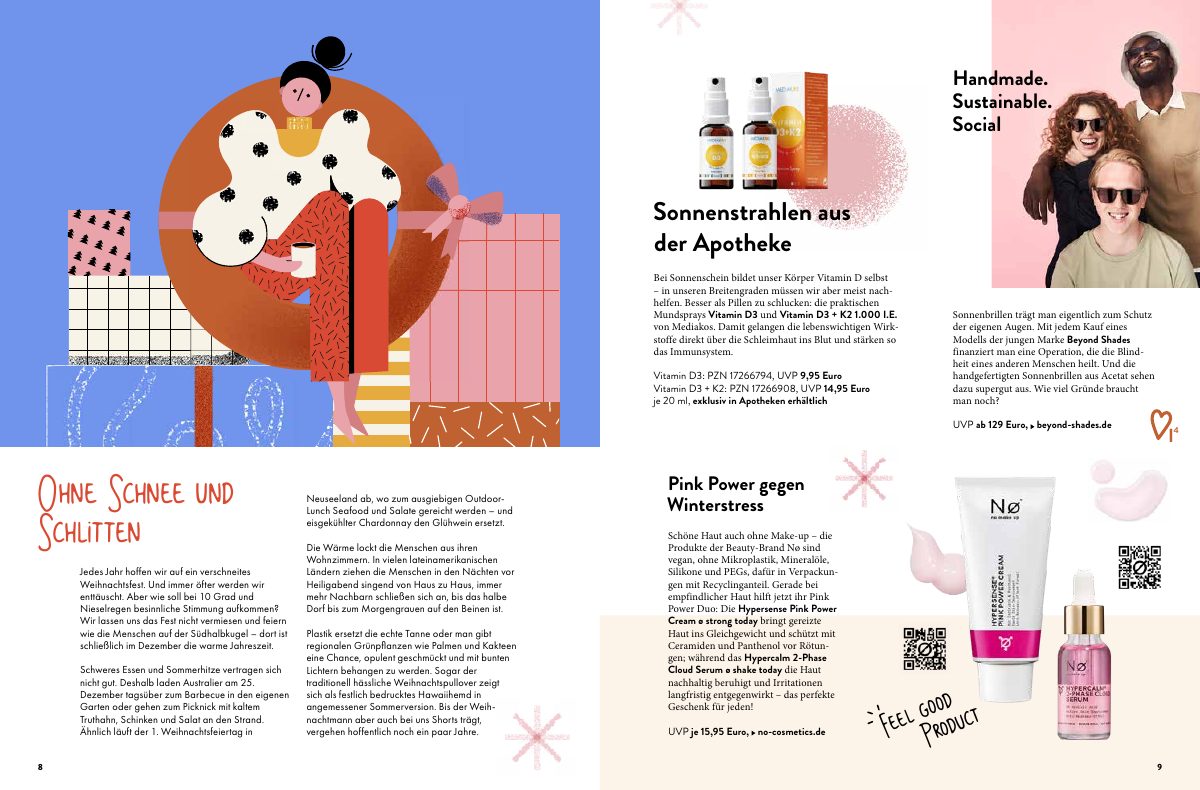 OHNE SCHNEE UND
SCHLITTEN
Jedes Jahr hoffen wir auf ein verschneites
Weihnachtsfest. Und immer öfter werden wir
enttäuscht. Aber wie soll bei 10 Grad und
Nieselregen besinnliche Stimmung aufkommen?
Wir lassen uns das Fest nicht vermiesen und feiern
wie die Menschen auf der Südhalbkugel – dort ist
schließlich im Dezember die warme Jahreszeit.
Schweres Essen und Sommerhitze vertragen sich
nicht gut. Deshalb laden Australier am 25.
Dezember tagsüber zum Barbecue in den eigenen
Garten oder gehen zum Picknick mit kaltem
Truthahn, Schinken und Salat an den Strand.
Ähnlich läuft der 1. Weihnachtsfeiertag in
Neuseeland ab, wo zum ausgiebigen Outdoor-
Lunch Seafood und Salate gereicht werden – und
eisgekühlter Chardonnay den Glühwein ersetzt.
Die Wärme lockt die Menschen aus ihren
Wohnzimmern. In vielen lateinamerikanischen
Ländern ziehen die Menschen in den Nächten vor
Heiligabend singend von Haus zu Haus, immer
mehr Nachbarn schließen sich an, bis das halbe
Dorf bis zum Morgengrauen auf den Beinen ist.
Plastik ersetzt die echte Tanne oder man gibt
regionalen Grünpflanzen wie Palmen und Kakteen
eine Chance, opulent geschmückt und mit bunten
Lichtern behangen zu werden. Sogar der
traditionell hässliche Weihnachtspullover zeigt
sich als festlich bedrucktes Hawaiihemd in
angemessener Sommerversion. Bis der Weih-
nachtmann aber auch bei uns Shorts trägt,
vergehen hoffentlich noch ein paar Jahre.
8
MEDIAKOS
VITAMIN
D3+K2
D3
Sonnenstrahlen aus
der Apotheke
Bei Sonnenschein bildet unser Körper Vitamin D selbst
– in unseren Breitengraden müssen wir aber meist nach-
helfen. Besser als Pillen zu schlucken: die praktischen
Mundsprays Vitamin D3 und Vitamin D3 + K2 1.000 I.E.
von Mediakos. Damit gelangen die lebenswichtigen Wirk-
stoffe direkt über die Schleimhaut ins Blut und stärken so
das Immunsystem.
Vitamin D3: PZN 17266794, UVP 9,95 Euro
Vitamin D3 + K2: PZN 17266908, UVP 14,95 Euro
je 20 ml, exklusiv in Apotheken erhältlich
Handmade.
Sustainable.
Social
Sonnenbrillen trägt man eigentlich zum Schutz
der eigenen Augen. Mit jedem Kauf eines
Modells der jungen Marke Beyond Shades
finanziert man eine Operation, die die Blind-
heit eines anderen Menschen heilt. Und die
handgefertigten Sonnenbrillen aus Acetat sehen
dazu supergut aus. Wie viel Gründe braucht
man noch?
UVP ab 129 Euro, ▸ beyond-shades.de
Pink Power gegen
Winterstress
Schöne Haut auch ohne Make-up – die
Produkte der Beauty-Brand Nø sind
vegan, ohne Mikroplastik, Mineralöle,
Silikone und PEGs, dafür in Verpackun-
gen mit Recyclinganteil. Gerade bei
empfindlicher Haut hilft jetzt ihr Pink
Power Duo: Die Hypersense Pink Power
Cream ø strong today bringt gereizte
Haut ins Gleichgewicht und schützt mit
Ceramiden und Panthenol vor Rötun-
gen; während das Hypercalm 2-Phase
Cloud Serum ø shake today die Haut
nachhaltig beruhigt und Irritationen
langfristig entgegenwirkt – das perfekte
Geschenk für jeden!
UVP je 15,95 Euro, ▸ no-cosmetics.de
Nø
no make up
HYPERSENSE
PINK POWER CREAM
Nø
HYPERCALM
2-PHASE CLOUD
SERUM
FEEL GOOD
PRODUCT
9